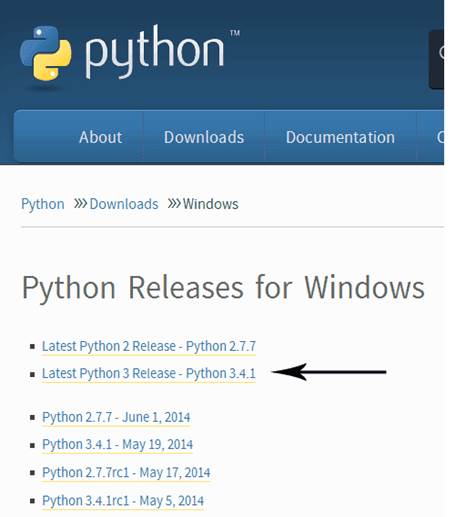 python™
About Downloads Documentation
Python >>> Downloads >>> Windows
Python Releases for Windows
Latest Python 2 Release - Python 2.7.7
Latest Python 3 Release - Python 3.4.1
Python 2.7.7 - June 1, 2014
Python 3.4.1 - May 19, 2014
Python 2.7.7rc1 - May 17, 2014
Python 3.4.1rc1 - May 5, 2014